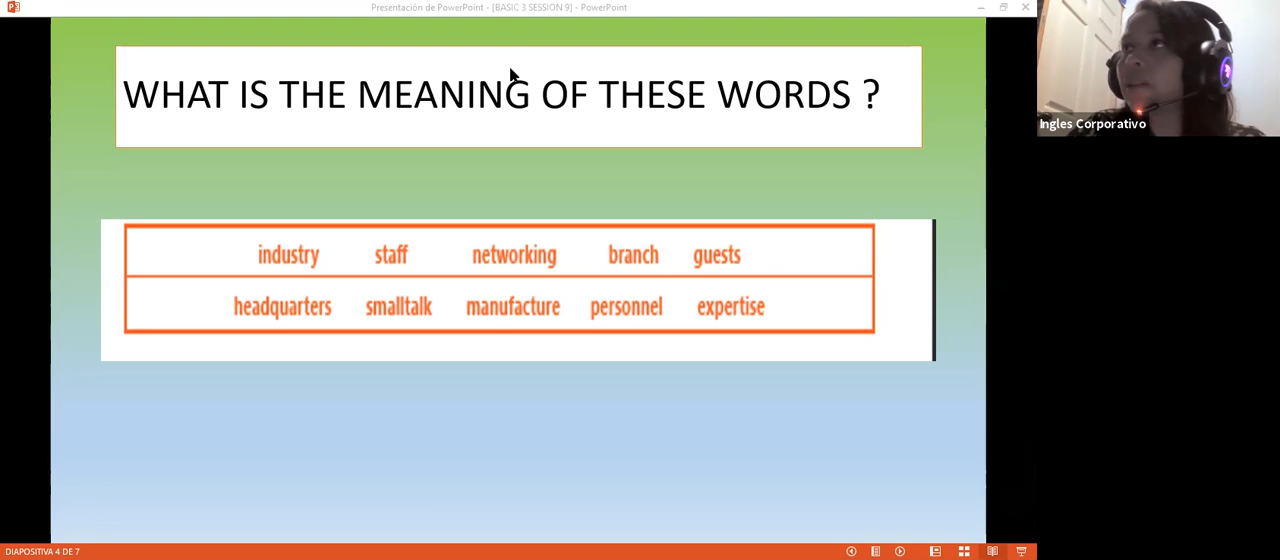 Presentación de PowerPoint - [BASIC 3 SESSION 9] - PowerPoint
WHAT IS THE MEANING OF THESE WORDS ?
Ingles Corporativo
industry staff networking branch guests
headquarters smalltalk manufacture personnel expertise
DIAPOSITIVA 4 DE 7